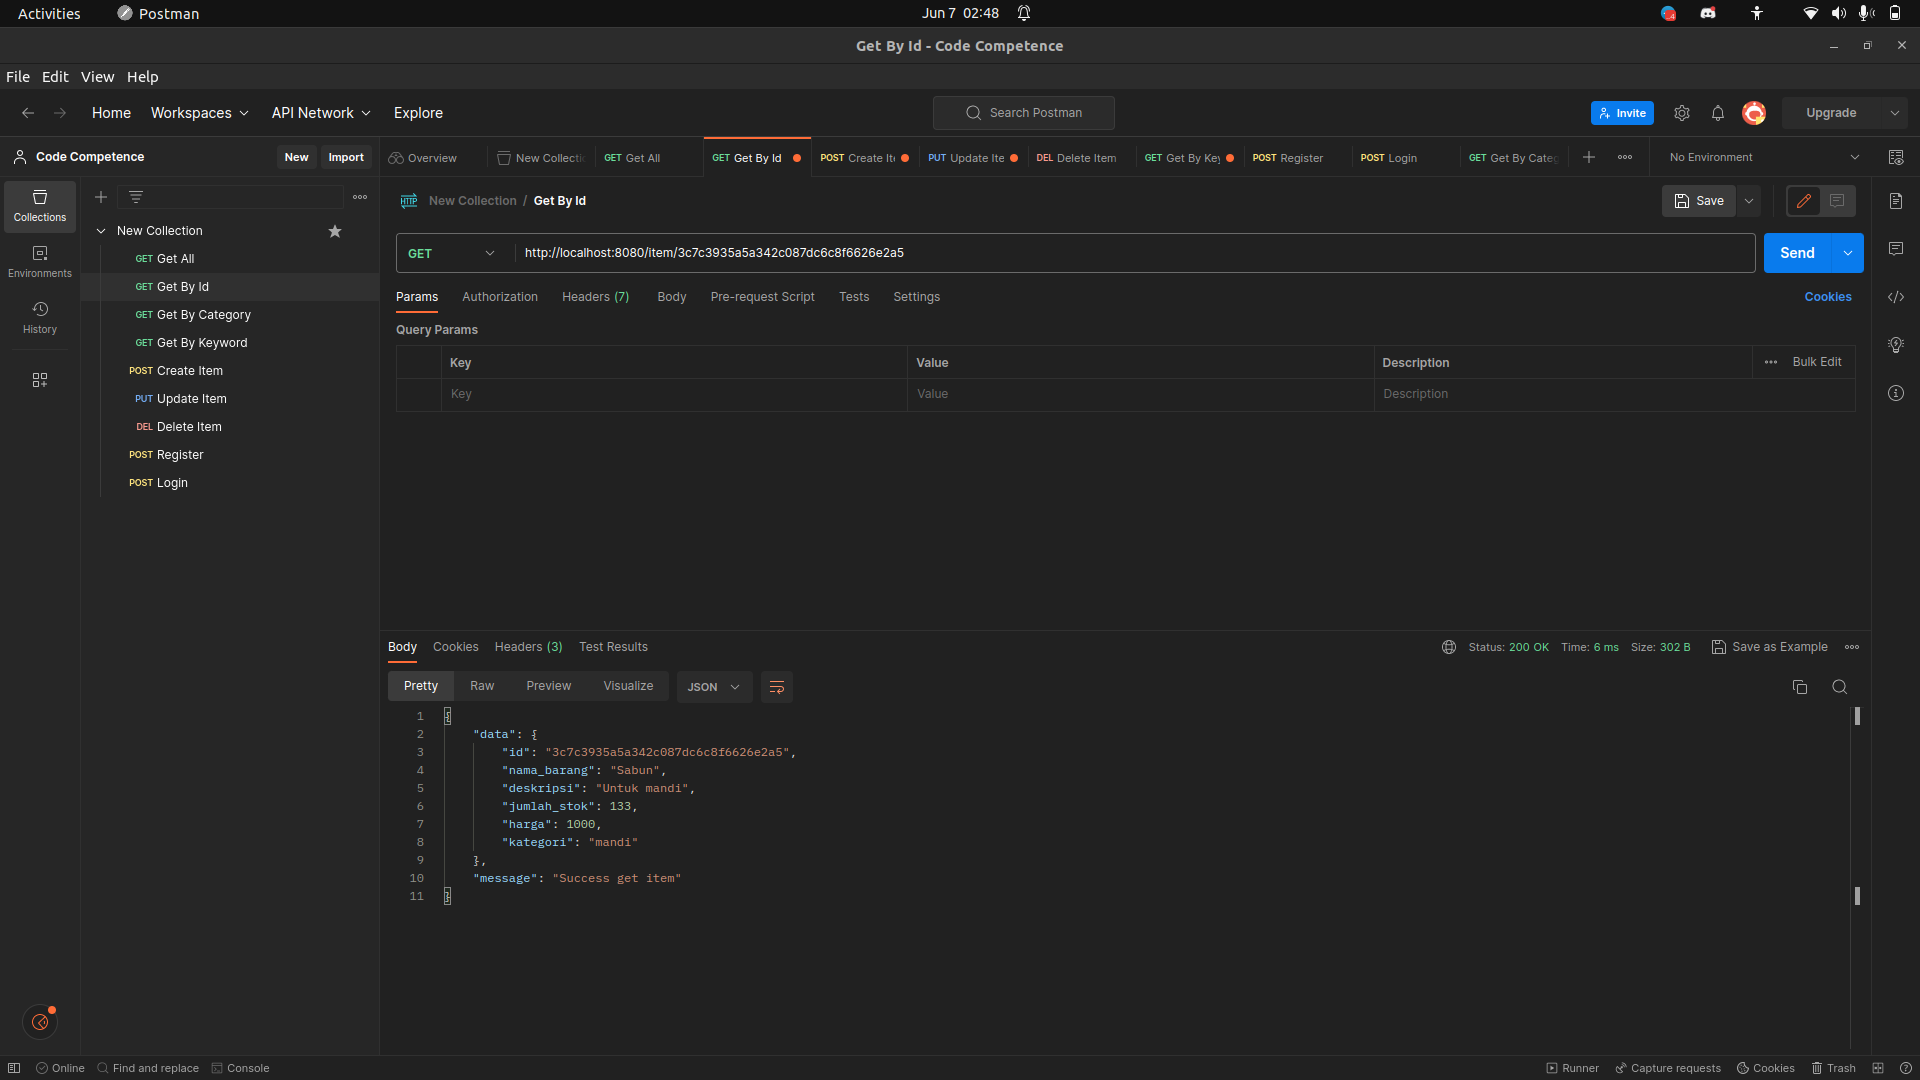 Activities Postman Jun 7 02:48
Get By Id - Code Competence
File Edit View Help
Home Workspaces API Network Explore Search Postman Invite Upgrade
Code Competence New Import Overview New Collecti GET Get All GET Get By Id POST Create Ite PUT Update Ite DEL Delete Item GET Get By Key POST Register POST Login GET Get By Categ No Environment
Collections
Environments
History
New Collection
GET Get All
GET Get By Id
GET Get By Category
GET Get By Keyword
POST Create Item
PUT Update Item
DEL Delete Item
POST Register
POST Login
HTTP New Collection / Get By Id Save
GET http://localhost:8080/item/3c7c3935a5a342c087dc6c8f6626e2a5 Send
Params Authorization Headers (7) Body Pre-request Script Tests Settings Cookies
Query Params
Key Value Description Bulk Edit
Key Value Description
Body Cookies Headers (3) Test Results Status: 200 OK Time: 6 ms Size: 302 B Save as Example
Pretty Raw Preview Visualize JSON
1 {
2 "data": {
3 "id": "3c7c3935a5a342c087dc6c8f6626e2a5",
4 "nama_barang": "Sabun",
5 "deskripsi": "Untuk mandi",
6 "jumlah_stok": 133,
7 "harga": 1000,
8 "kategori": "mandi"
9 },
10 "message": "Success get item"
11 }
Online Find and replace Console Runner Capture requests Cookies Trash